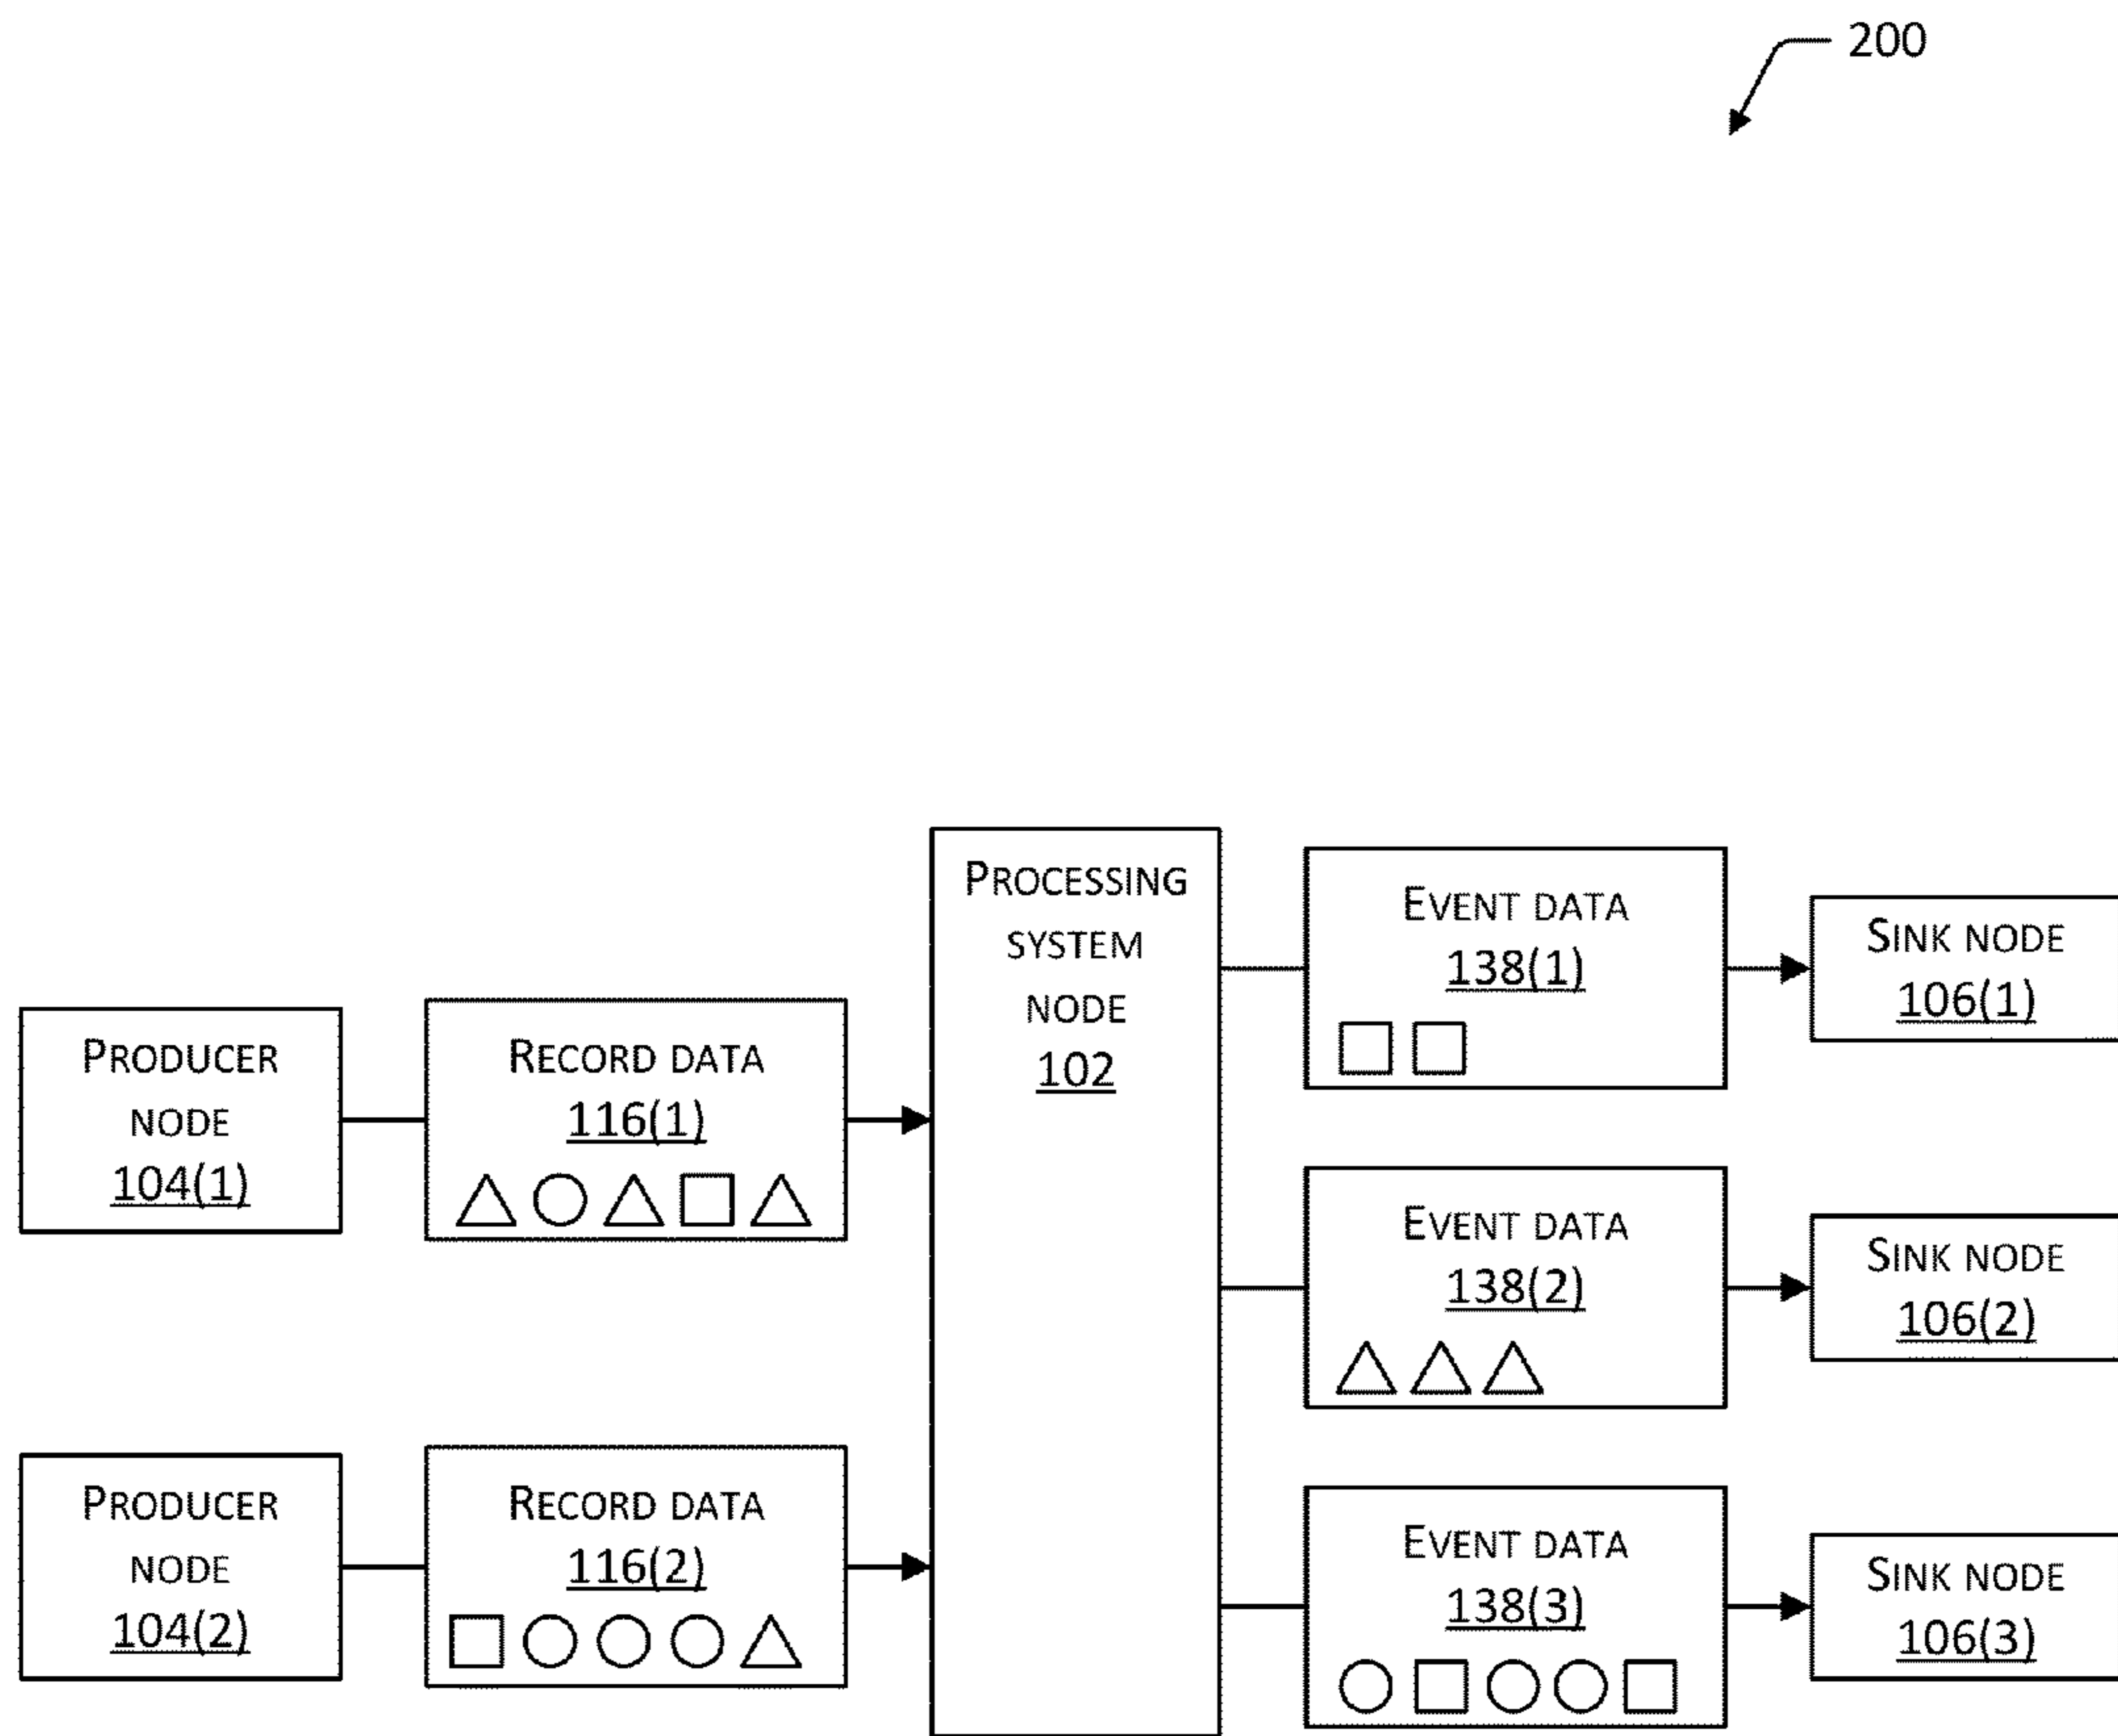 200
PRODUCER
NODE
104(1)
RECORD DATA
116(1)
PRODUCER
NODE
104(2)
RECORD DATA
116(2)
PROCESSING
SYSTEM
NODE
102
EVENT DATA
138(1)
SINK NODE
106(1)
EVENT DATA
138(2)
SINK NODE
106(2)
EVENT DATA
138(3)
SINK NODE
106(3)